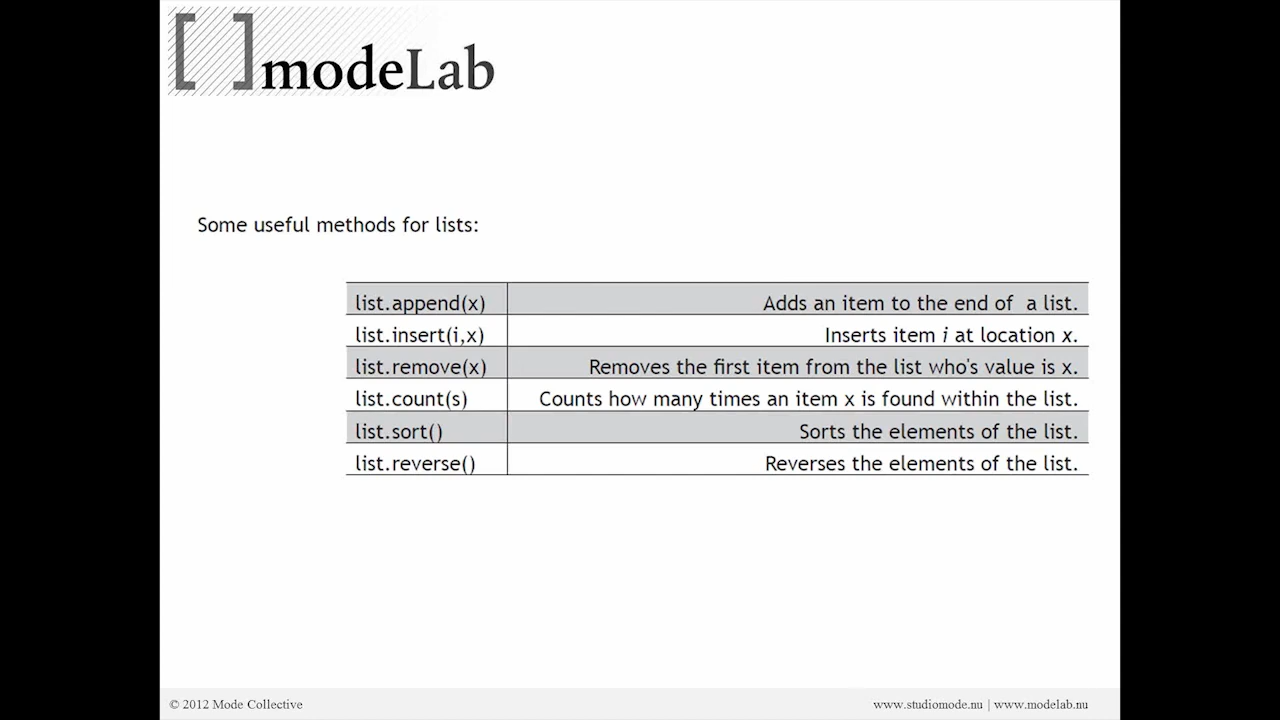 [ ] modeLab
Some useful methods for lists:
list.append(x) Adds an item to the end of a list.
list.insert(i,x) Inserts item i at location x.
list.remove(x) Removes the first item from the list who's value is x.
list.count(s) Counts how many times an item x is found within the list.
list.sort() Sorts the elements of the list.
list.reverse() Reverses the elements of the list.
© 2012 Mode Collective www.studiomode.nu | www.modelab.nu